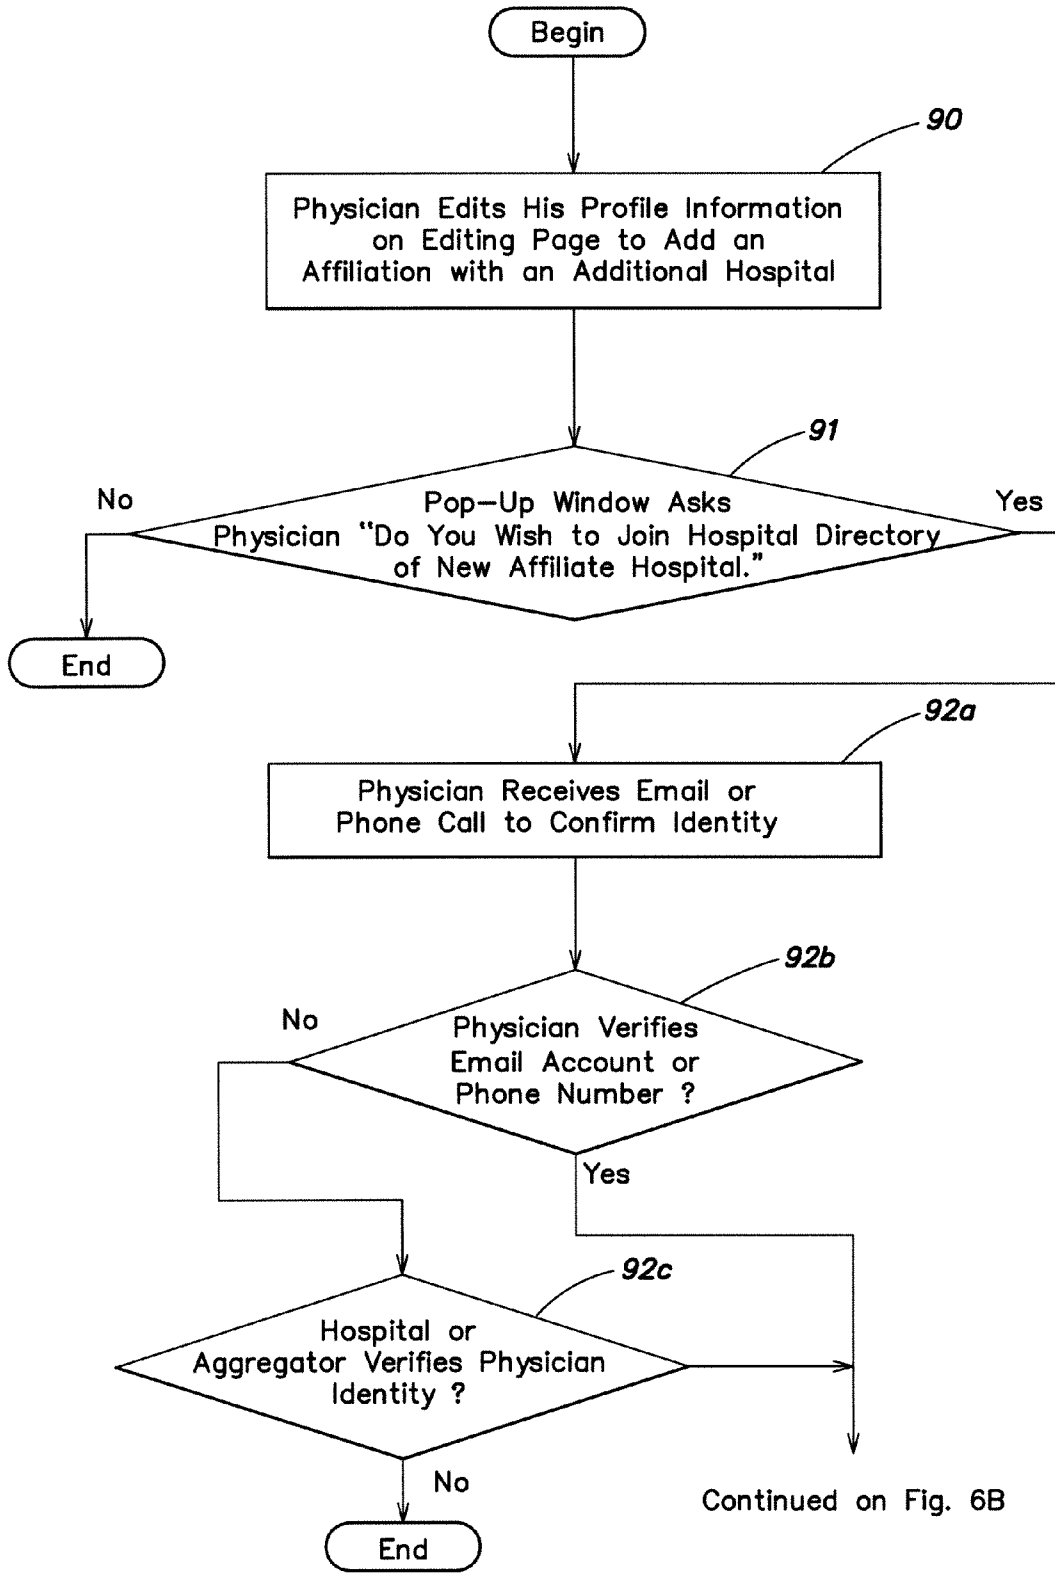 Begin
90
Physician Edits His Profile Information
on Editing Page to Add an
Affiliation with an Additional Hospital
91
No
Yes
Pop-Up Window Asks
Physician "Do You Wish to Join Hospital Directory
of New Affiliate Hospital."
End
92a
Physician Receives Email or
Phone Call to Confirm Identity
92b
No
Physician Verifies
Email Account or
Phone Number ?
Yes
92c
Hospital or
Aggregator Verifies Physician
Identity ?
No
Continued on Fig. 6B
End